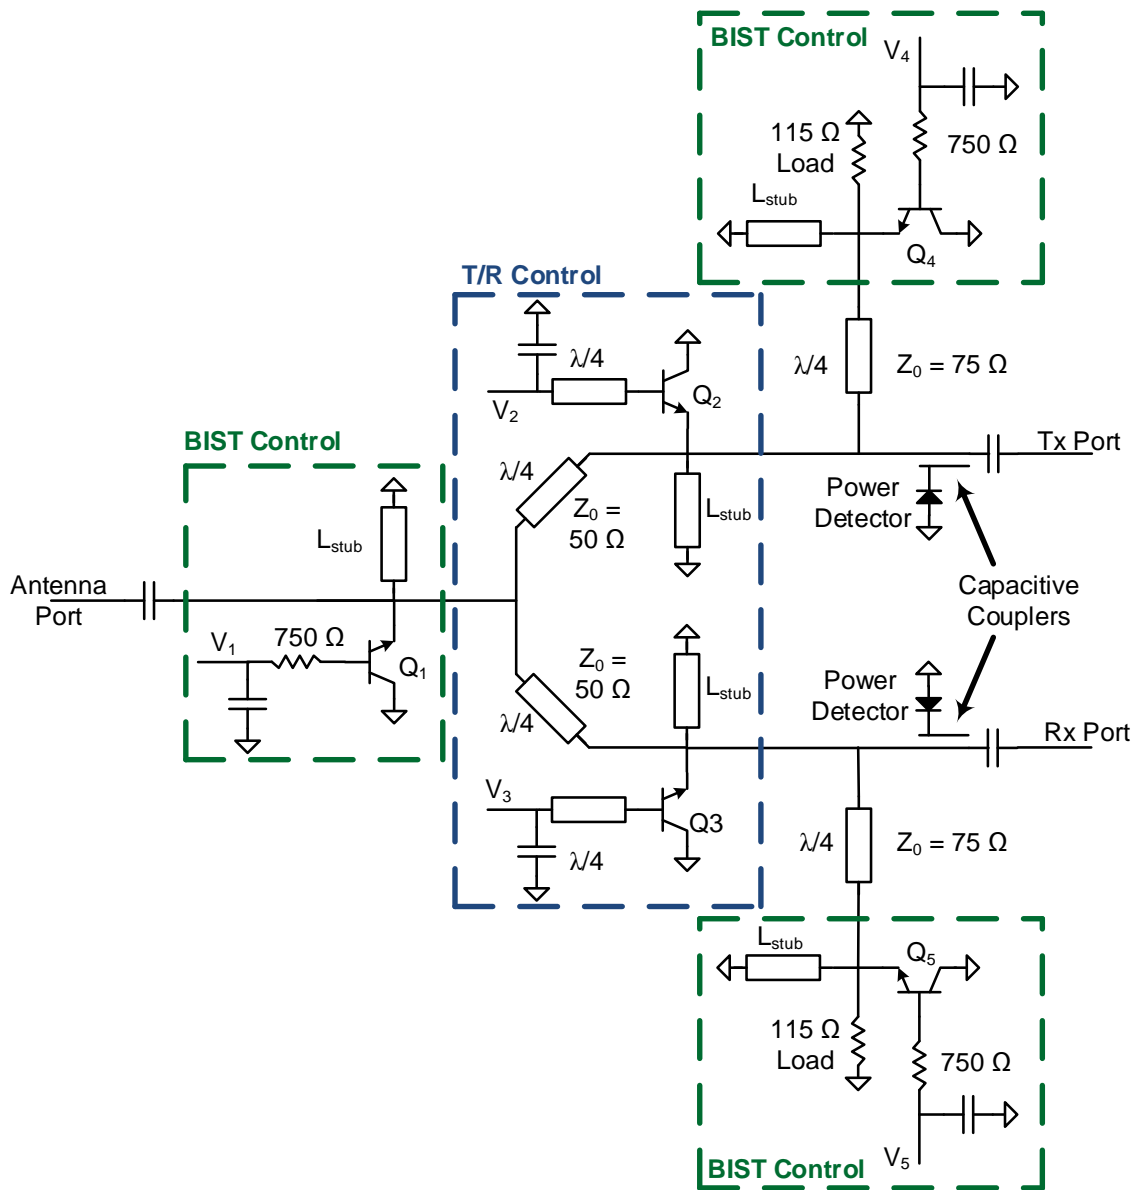 BIST Control
V4
115 Ω
Load
750 Ω
Lstub
Q4
T/R Control
λ/4
V2
Q2
λ/4
Z0 = 75 Ω
BIST Control
λ/4
Z0 =
50 Ω
Lstub
Tx Port
Power
Detector
Lstub
Antenna
Port
Capacitive
Couplers
V1
750 Ω
Q1
Z0 =
50 Ω
Lstub
λ/4
Power
Detector
Rx Port
V3
Q3
λ/4
λ/4
Z0 = 75 Ω
Lstub
Q5
115 Ω
Load
750 Ω
V5
BIST Control